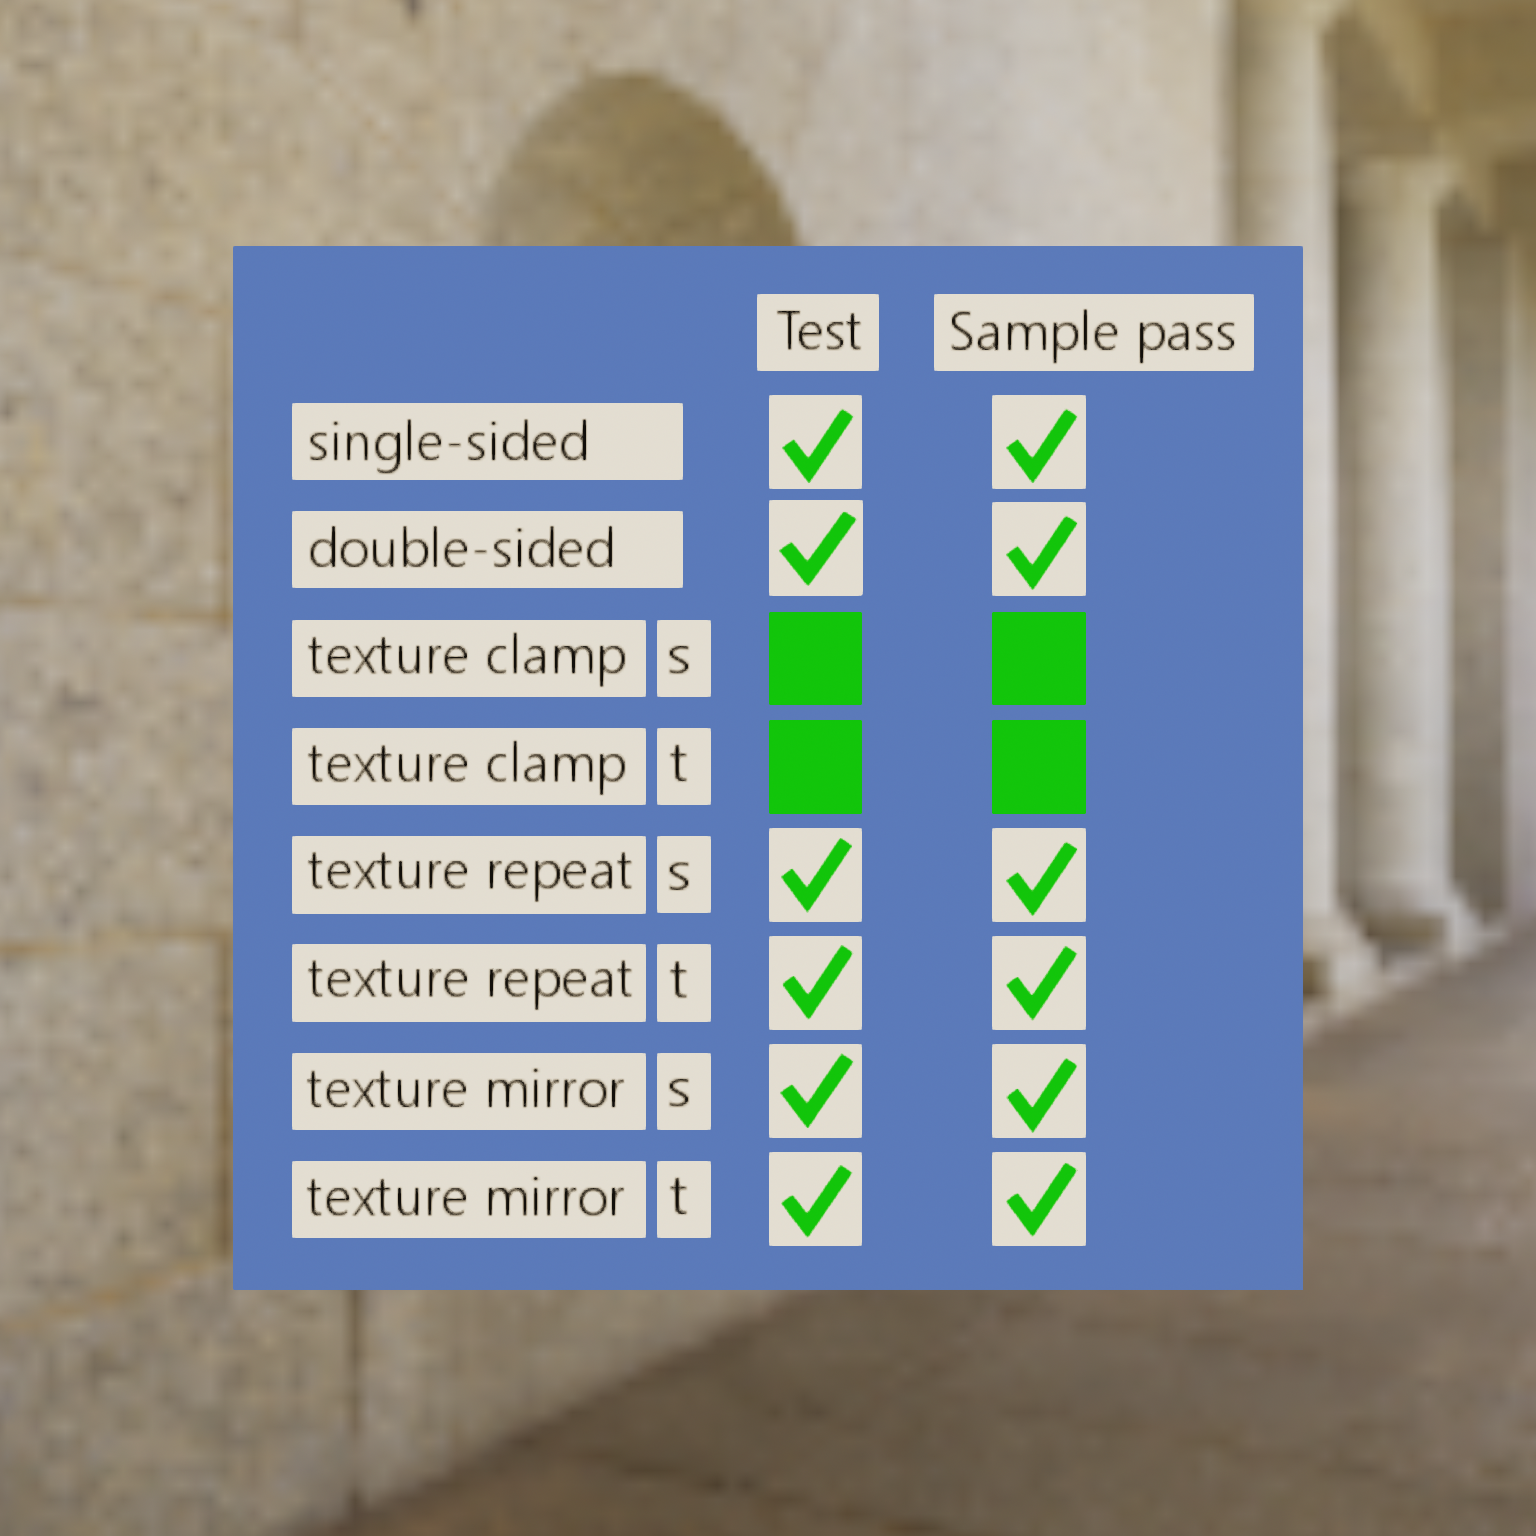 Test Sample pass
single-sided
double-sided
texture clamp s
texture clamp t
texture repeat s
texture repeat t
texture mirror s
texture mirror t